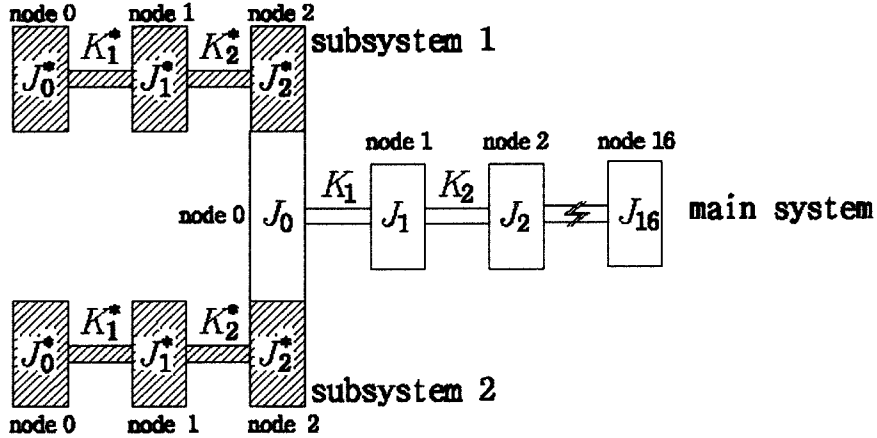 node 0 node 1 node 2
K₁* K₂* subsystem 1
J₀* J₁* J₂*
node 1 node 2 node 16
K₁ K₂
node 0 J₀ J₁ J₂ J₁₆ main system
K₁* K₂*
J₀* J₁* J₂*
subsystem 2
node 0 node 1 node 2